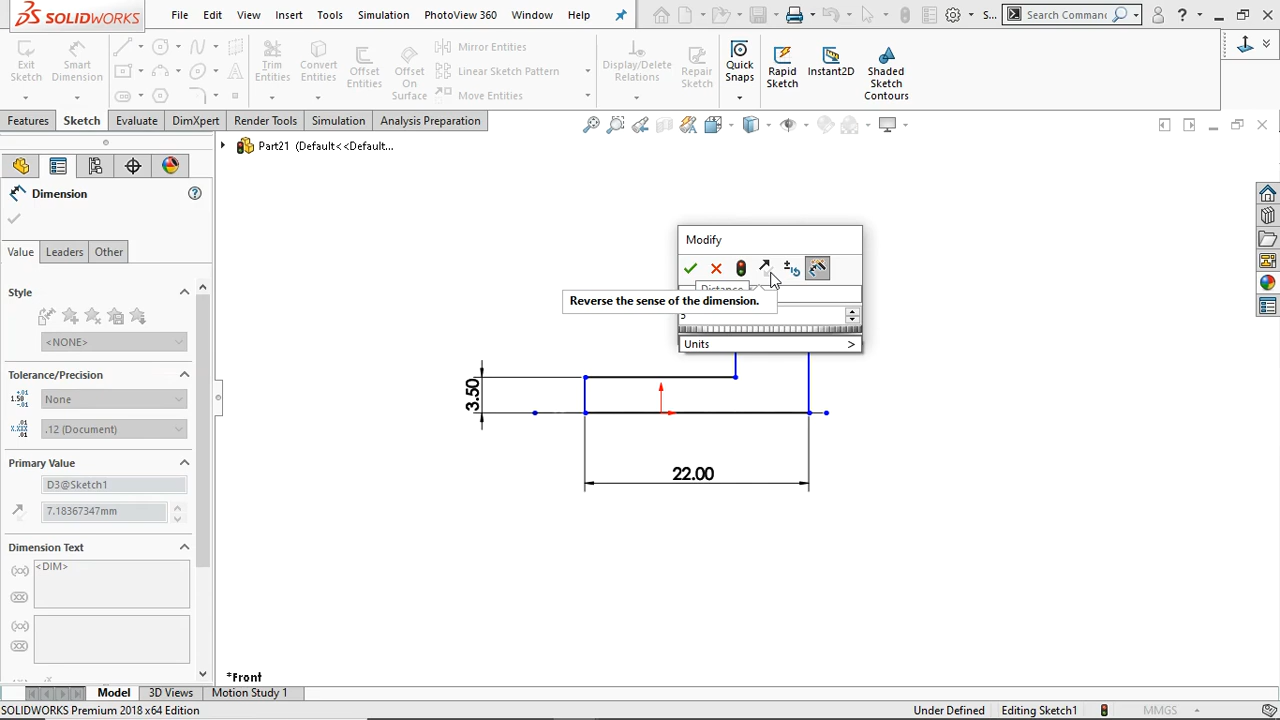 SOLIDWORKS File Edit View Insert Tools Simulation PhotoView 360 Window Help S... Search Commands
Exit Sketch Smart Dimension Trim Entities Convert Entities Offset Entities Offset On Surface Mirror Entities Linear Sketch Pattern Move Entities Display/Delete Relations Repair Sketch Quick Snaps Rapid Sketch Instant2D Shaded Sketch Contours
Features Sketch Evaluate DimXpert Render Tools Simulation Analysis Preparation
Part21 (Default<<Default...
Dimension
Value Leaders Other
Style
<NONE>
Tolerance/Precision
1.50 None
.12 (Document)
Primary Value
D3@Sketch1
7.18367347mm
Dimension Text
<DIM>
Modify
Distance
Reverse the sense of the dimension.
5
Units >
3.50
22.00
*Front
Model 3D Views Motion Study 1
SOLIDWORKS Premium 2018 x64 Edition Under Defined Editing Sketch1 MMGS